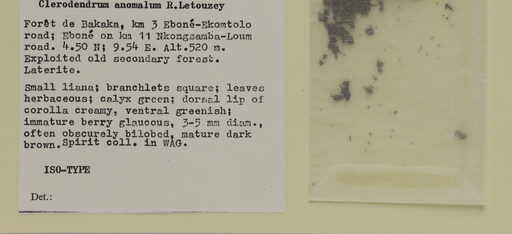 Clerodendrum anomalum R.Letouzey
Forêt de Bakaka, km 3 Eboné-Ekomtolo
road; Eboné on km 11 Nkongsamba-Loum
road. 4.50 N; 9.54 E. Alt.520 m.
Exploited old secondary forest.
Laterite.
Small liana; branchlets square; leaves
herbaceous; calyx green; dorsal lip of
corolla creamy, ventral greenish;
immature berry glaucous, 3-5 mm diam.,
often obscurely bilobed, mature dark
brown. Spirit coll. in WAG.
ISO-TYPE
Det.: